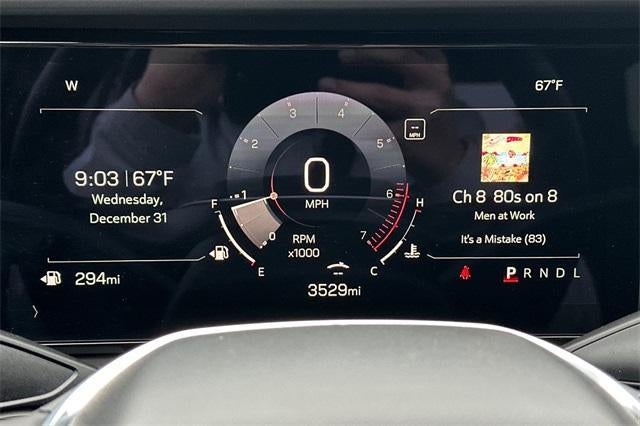 W
67°F
9:03 | 67°F
Wednesday,
December 31
294mi
0
1
2
3
4
5
6
7
0
MPH
RPM
x1000
F
E
H
C
3529mi
--
MPH
Ch 8 80s on 8
Men at Work
It's a Mistake (83)
P R N D L